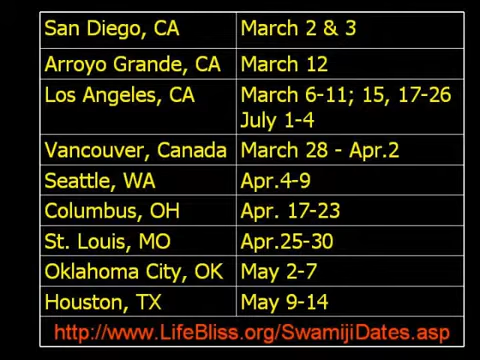 San Diego, CA March 2 & 3
Arroyo Grande, CA March 12
Los Angeles, CA March 6-11; 15, 17-26
July 1-4
Vancouver, Canada March 28 - Apr.2
Seattle, WA Apr.4-9
Columbus, OH Apr. 17-23
St. Louis, MO Apr.25-30
Oklahoma City, OK May 2-7
Houston, TX May 9-14
http://www.LifeBliss.org/SwamijiDates.asp